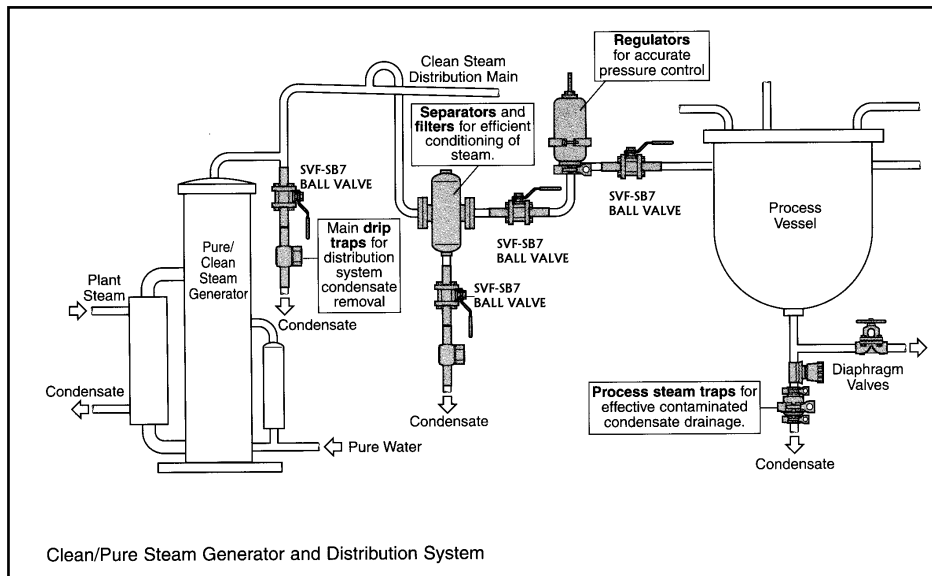 Clean Steam
Distribution Main
Regulators
for accurate
pressure control
Separators and
filters for efficient
conditioning of
steam.
SVF-SB7
BALL VALVE
SVF-SB7
BALL VALVE
Process
Vessel
Pure/
Clean
Steam
Generator
Main drip
traps for
distribution
system
condensate
removal
SVF-SB7
BALL VALVE
Plant
Steam
SVF-SB7
BALL VALVE
Condensate
Condensate
Diaphragm
Valves
Process steam traps for
effective contaminated
condensate drainage.
Condensate
Pure Water
Condensate
Clean/Pure Steam Generator and Distribution System